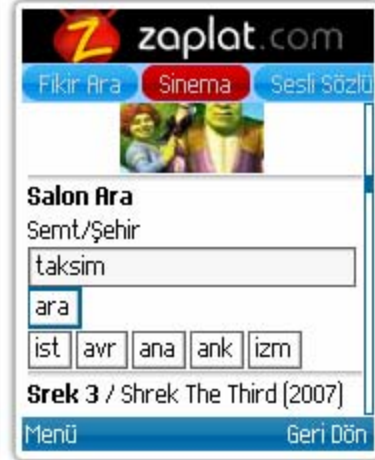 zaplat.com
Fikir Ara Sinema Sesli Sözlü
Salon Ara
Semt/Şehir
taksim
ara
ist avr ana ank izm
Srek 3 / Shrek The Third (2007)
Menü Geri Dön